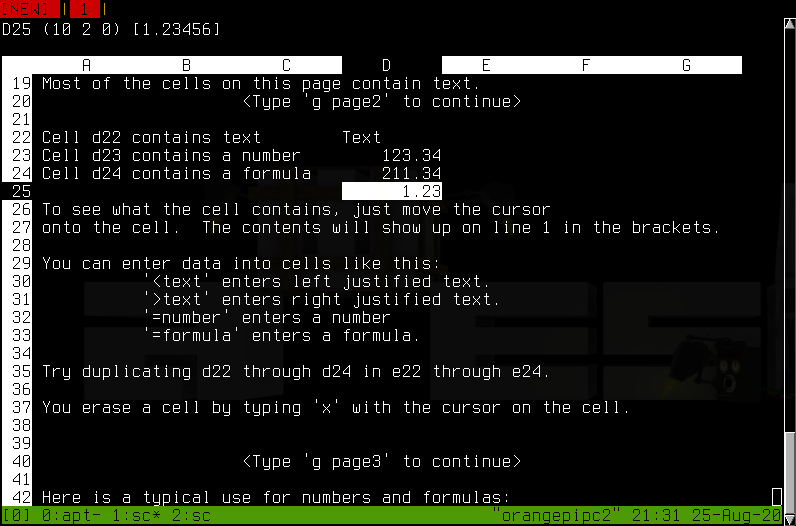 [NEW] | 1 |
D25 (10 2 0) [1.23456]
A B C D E F G
19 Most of the cells on this page contain text.
20 <Type 'g page2' to continue>
21
22 Cell d22 contains text Text
23 Cell d23 contains a number 123.34
24 Cell d24 contains a formula 211.34
25 1.23
26 To see what the cell contains, just move the cursor
27 onto the cell. The contents will show up on line 1 in the brackets.
28
29 You can enter data into cells like this:
30 '<text' enters left justified text.
31 '>text' enters right justified text.
32 '=number' enters a number
33 '=formula' enters a formula.
34
35 Try duplicating d22 through d24 in e22 through e24.
36
37 You erase a cell by typing 'x' with the cursor on the cell.
38
39
40 <Type 'g page3' to continue>
41
42 Here is a typical use for numbers and formulas:
[0] 0:apt- 1:sc* 2:sc "orangepipc2" 21:31 25-Aug-20